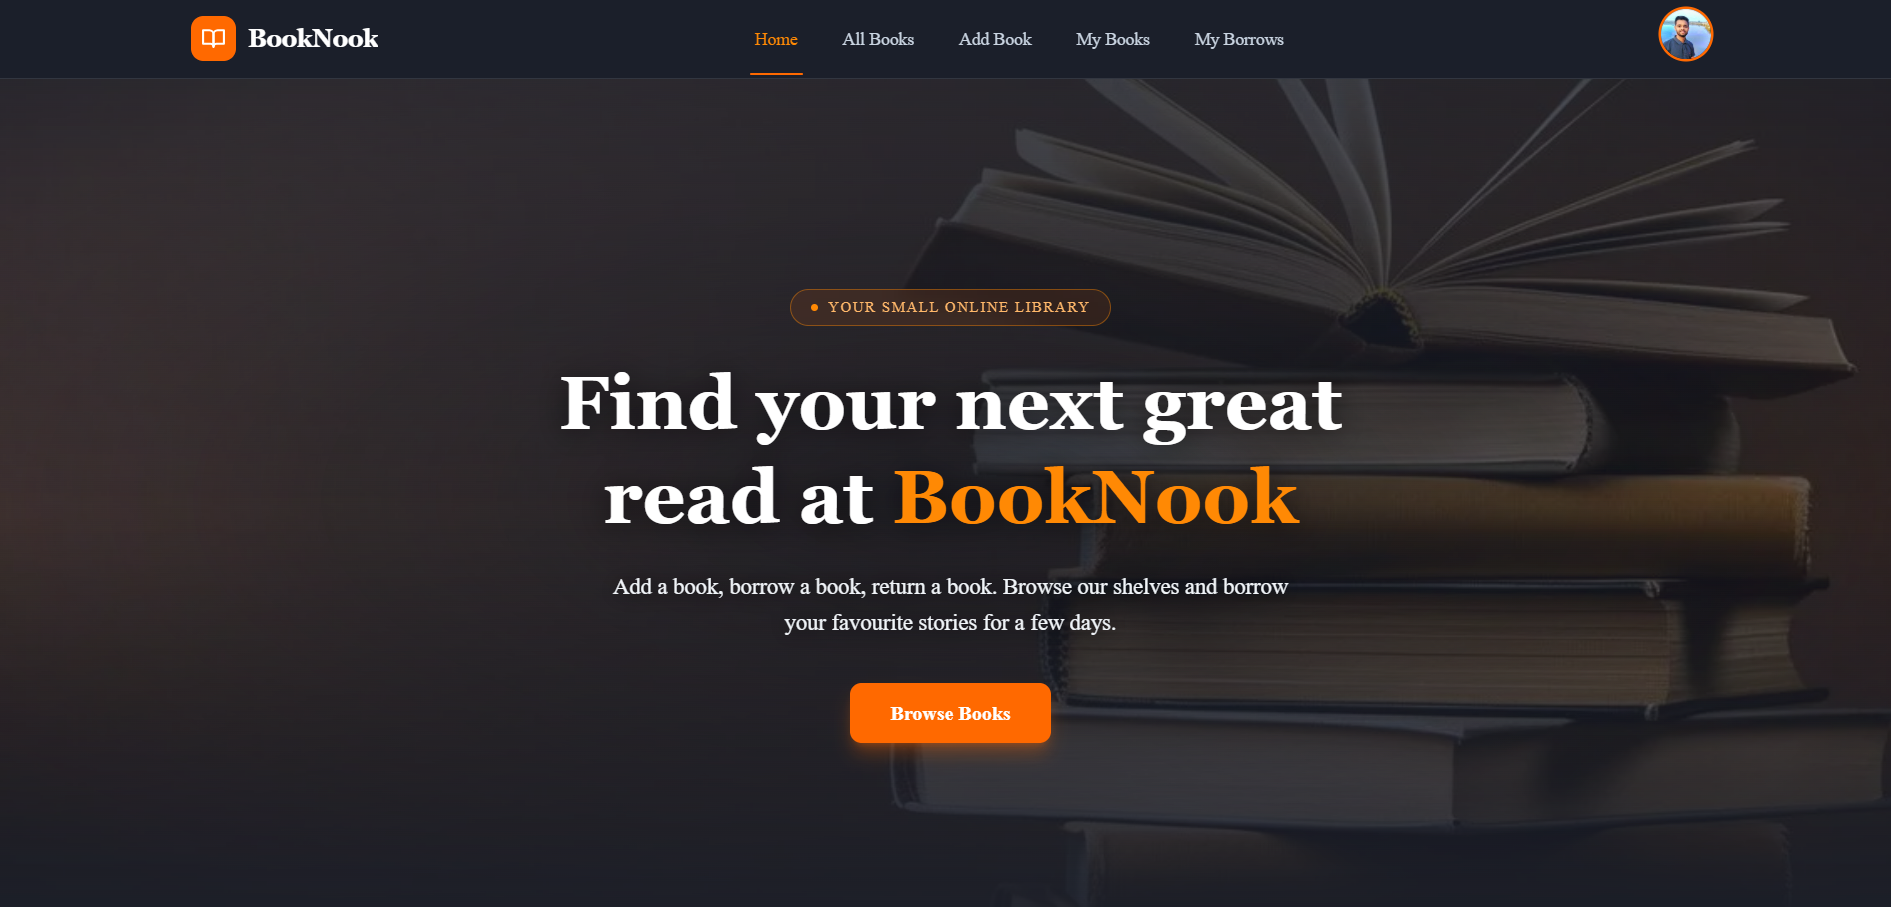 BookNook
Home
All Books
Add Book
My Books
My Borrows
YOUR SMALL ONLINE LIBRARY
Find your next great
read at BookNook
Add a book, borrow a book, return a book. Browse our shelves and borrow
your favourite stories for a few days.
Browse Books